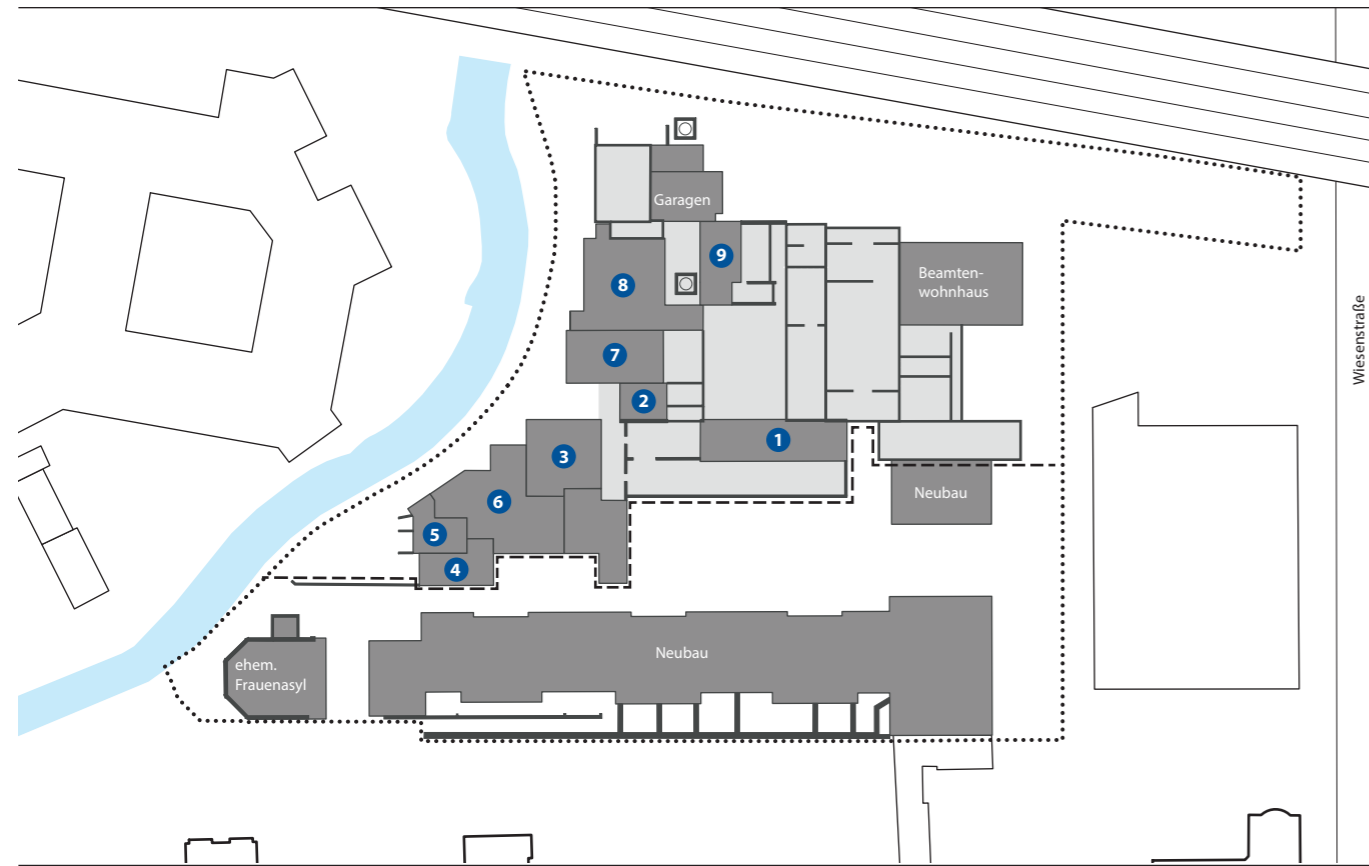 Garagen
9
8
Beamten-
wohnhaus
Wiesenstraße
7
2
1
3
6
Neubau
5
4
Neubau
ehem.
Frauenasyl